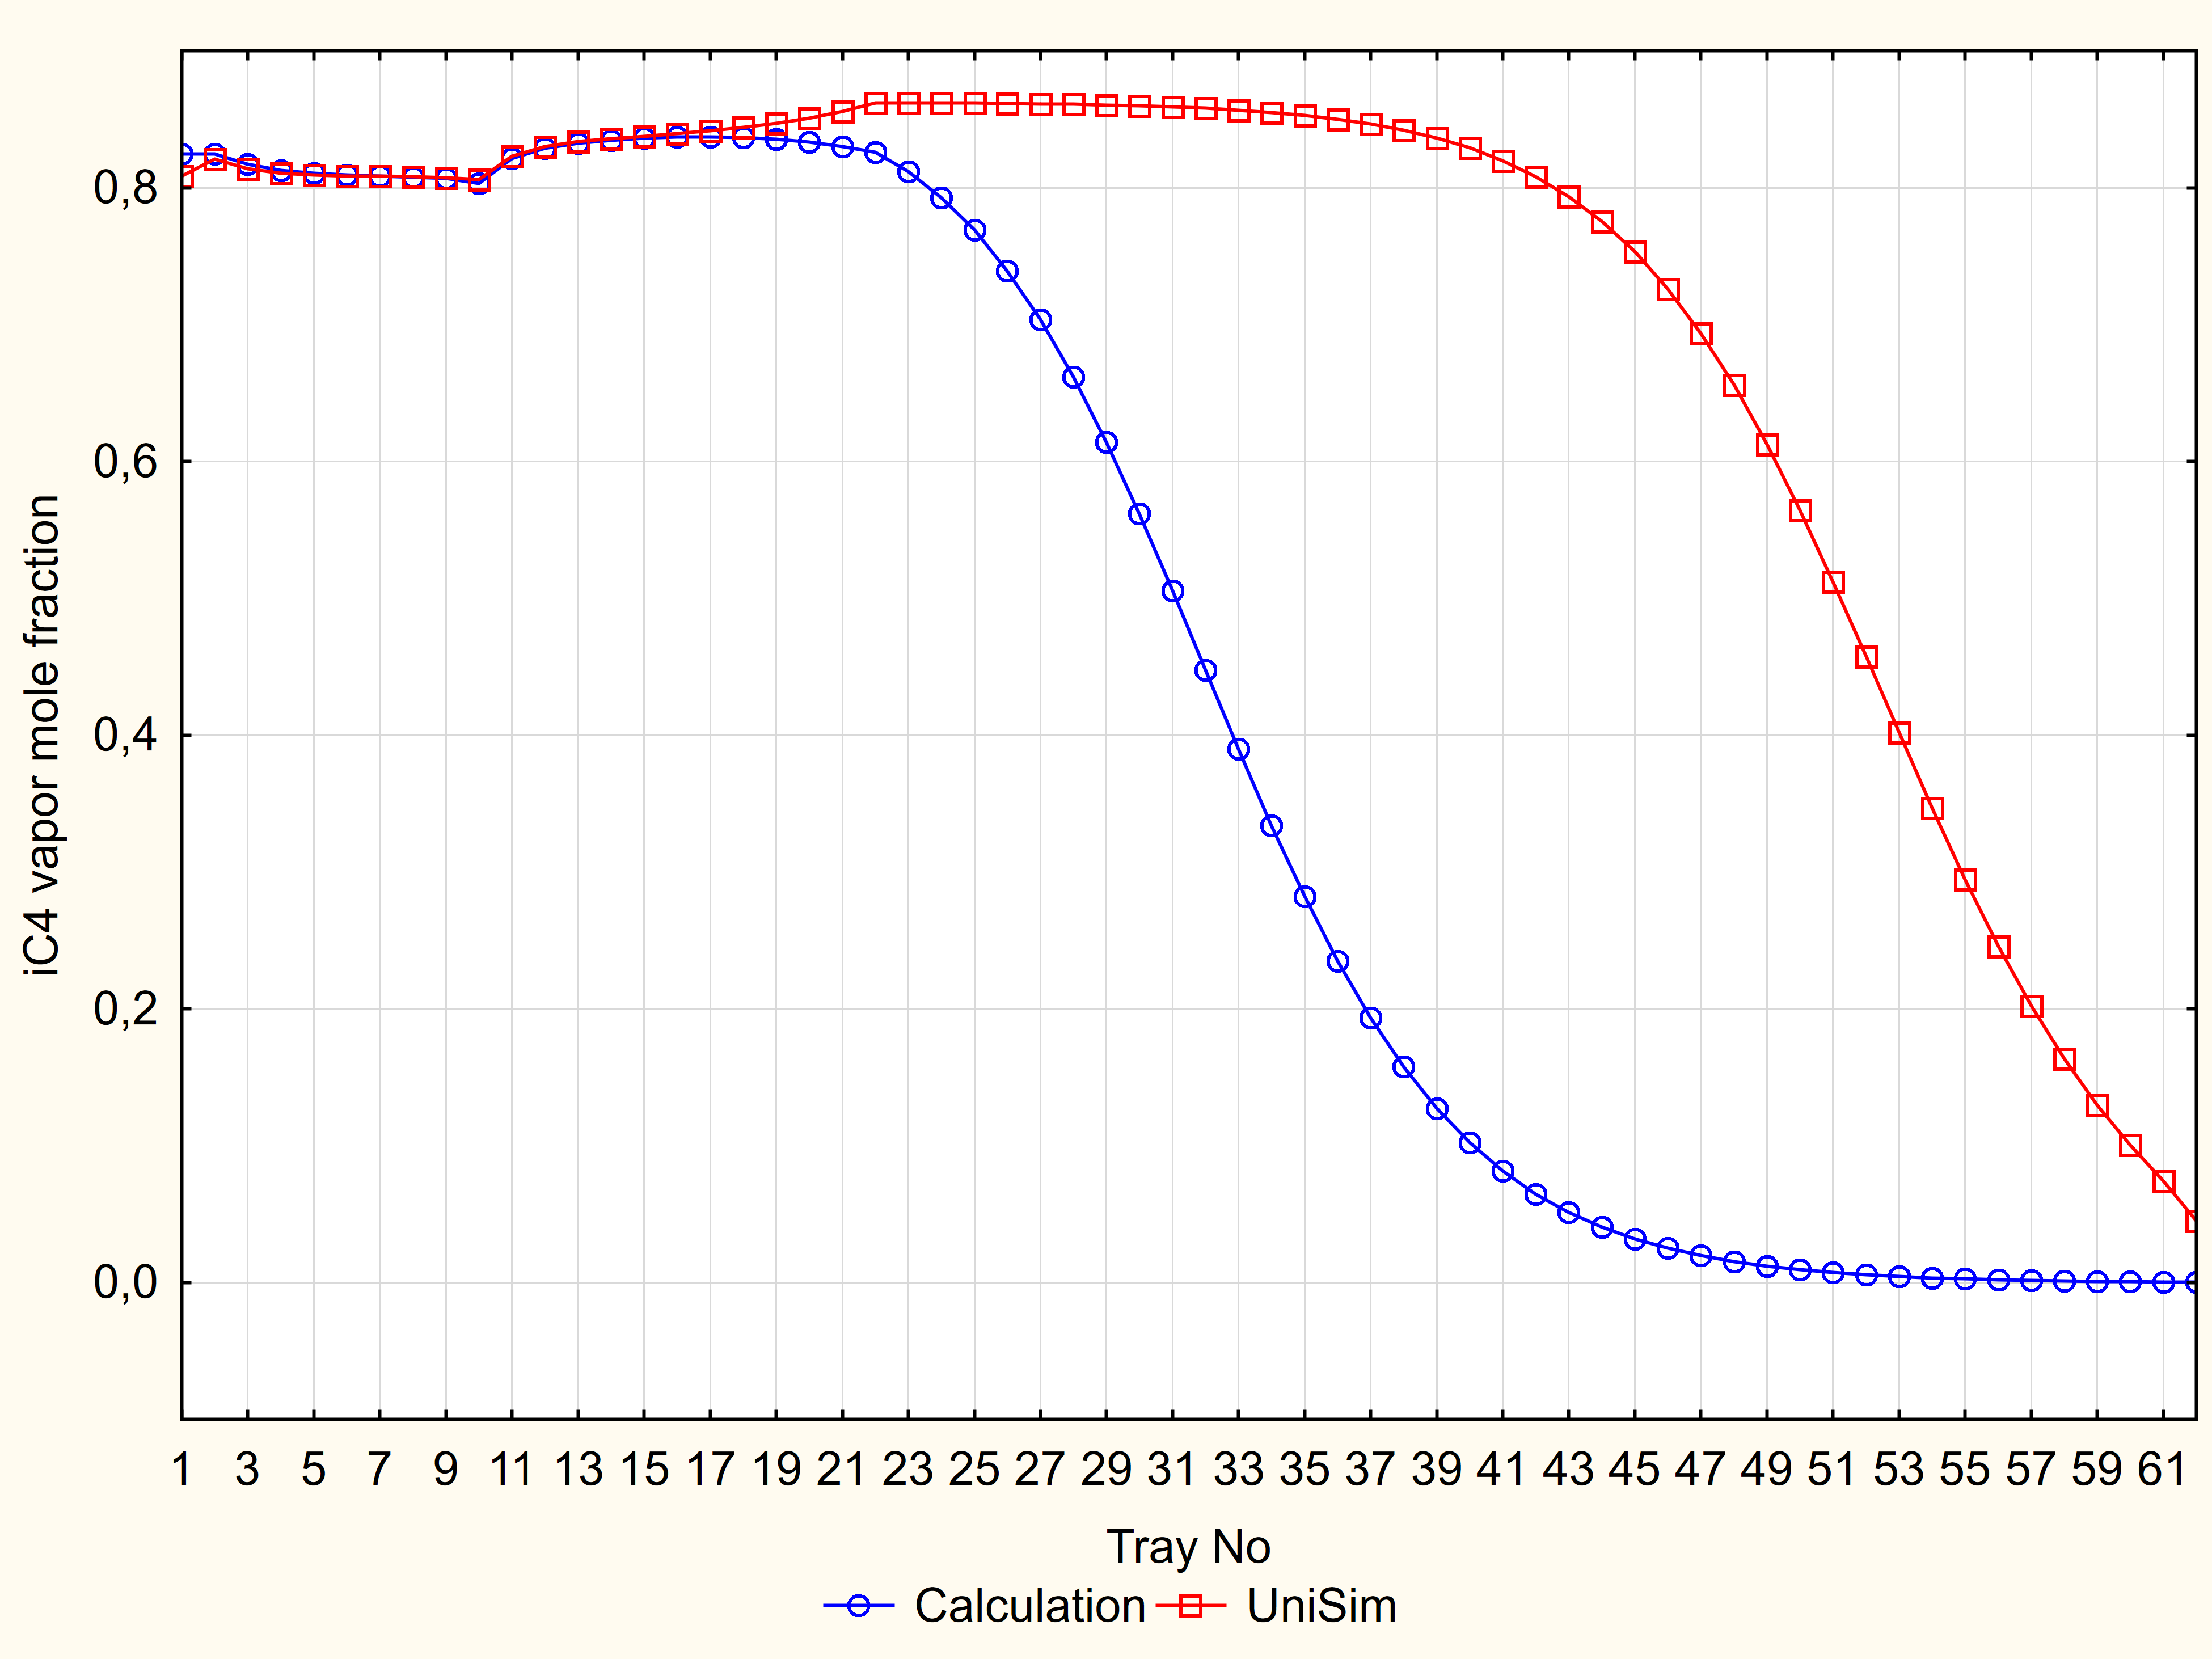 iC4 vapor mole fraction
0,8
0,6
0,4
0,2
0,0
1 3 5 7 9 11 13 15 17 19 21 23 25 27 29 31 33 35 37 39 41 43 45 47 49 51 53 55 57 59 61
Tray No
Calculation UniSim